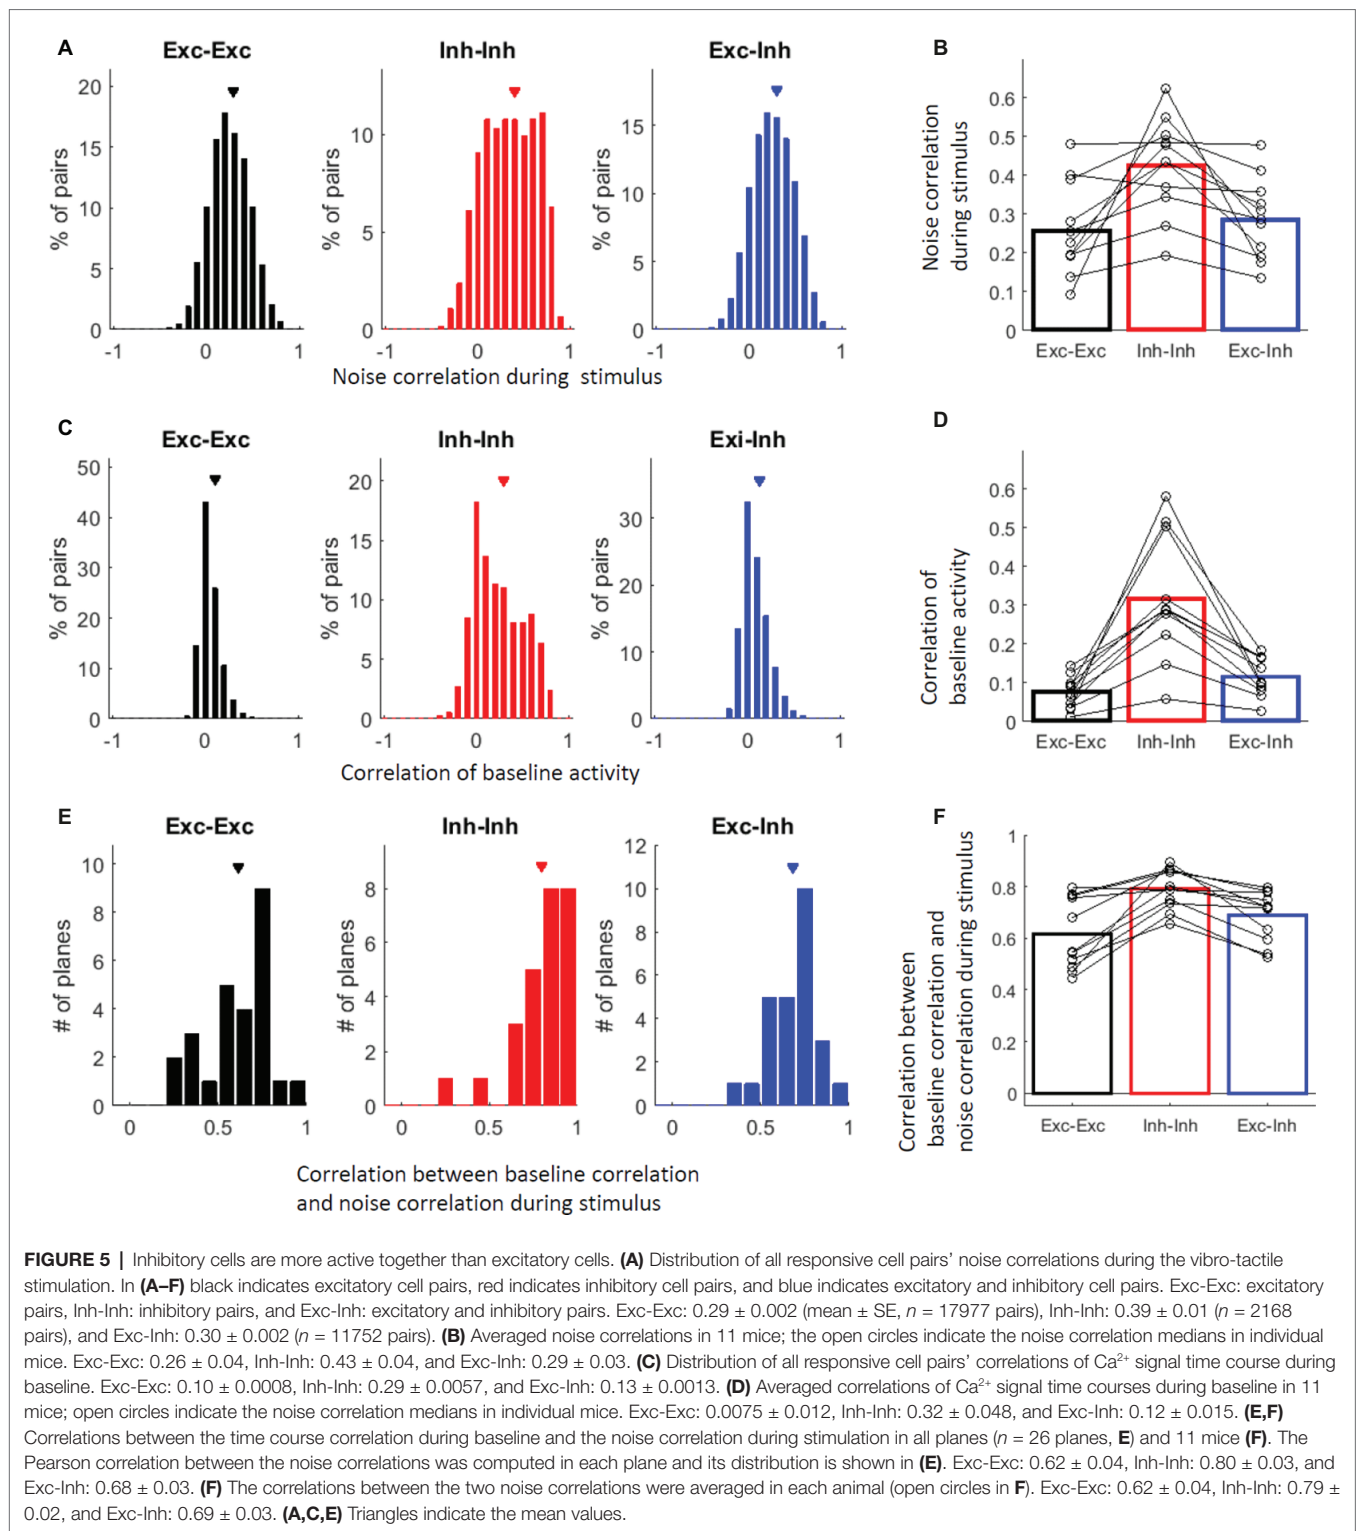 A
Exc-Exc
Inh-Inh
Exc-Inh
B
% of pairs
20
15
10
5
0
-1
0
1
% of pairs
10
5
0
-1
0
1
% of pairs
15
10
5
0
-1
0
1
Noise correlation during stimulus
Noise correlation
during stimulus
0.6
0.5
0.4
0.3
0.2
0.1
0
Exc-Exc
Inh-Inh
Exc-Inh
C
Exc-Exc
Inh-Inh
Exi-Inh
D
% of pairs
50
40
30
20
10
0
-1
0
1
% of pairs
20
15
10
5
0
-1
0
1
% of pairs
30
20
10
0
-1
0
1
Correlation of baseline activity
Correlation of
baseline activity
0.6
0.5
0.4
0.3
0.2
0.1
0
Exc-Exc
Inh-Inh
Exc-Inh
E
Exc-Exc
Inh-Inh
Exc-Inh
F
# of planes
10
8
6
4
2
0
0
0.5
1
# of planes
8
6
4
2
0
0
0.5
1
# of planes
12
10
8
6
4
2
0
0
0.5
1
Correlation between baseline correlation
and noise correlation during stimulus
Correlation between
baseline correlation and
noise correlation during stimulus
1
0.8
0.6
0.4
0.2
0
Exc-Exc
Inh-Inh
Exc-Inh
FIGURE 5 | Inhibitory cells are more active together than excitatory cells. (A) Distribution of all responsive cell pairs' noise correlations during the vibro-tactile
stimulation. In (A–F) black indicates excitatory cell pairs, red indicates inhibitory cell pairs, and blue indicates excitatory and inhibitory cell pairs. Exc-Exc: excitatory
pairs, Inh-Inh: inhibitory pairs, and Exc-Inh: excitatory and inhibitory pairs. Exc-Exc: 0.29 ± 0.002 (mean ± SE, n = 17977 pairs), Inh-Inh: 0.39 ± 0.01 (n = 2168
pairs), and Exc-Inh: 0.30 ± 0.002 (n = 11752 pairs). (B) Averaged noise correlations in 11 mice; the open circles indicate the noise correlation medians in individual
mice. Exc-Exc: 0.26 ± 0.04, Inh-Inh: 0.43 ± 0.04, and Exc-Inh: 0.29 ± 0.03. (C) Distribution of all responsive cell pairs' correlations of Ca²⁺ signal time course during
baseline. Exc-Exc: 0.10 ± 0.0008, Inh-Inh: 0.29 ± 0.0057, and Exc-Inh: 0.13 ± 0.0013. (D) Averaged correlations of Ca²⁺ signal time courses during baseline in 11
mice; open circles indicate the noise correlation medians in individual mice. Exc-Exc: 0.0075 ± 0.012, Inh-Inh: 0.32 ± 0.048, and Exc-Inh: 0.12 ± 0.015. (E,F)
Correlations between the time course correlation during baseline and the noise correlation during stimulation in all planes (n = 26 planes, E) and 11 mice (F). The
Pearson correlation between the noise correlations was computed in each plane and its distribution is shown in (E). Exc-Exc: 0.62 ± 0.04, Inh-Inh: 0.80 ± 0.03, and
Exc-Inh: 0.68 ± 0.03. (F) The correlations between the two noise correlations were averaged in each animal (open circles in F). Exc-Exc: 0.62 ± 0.04, Inh-Inh: 0.79 ±
0.02, and Exc-Inh: 0.69 ± 0.03. (A,C,E) Triangles indicate the mean values.